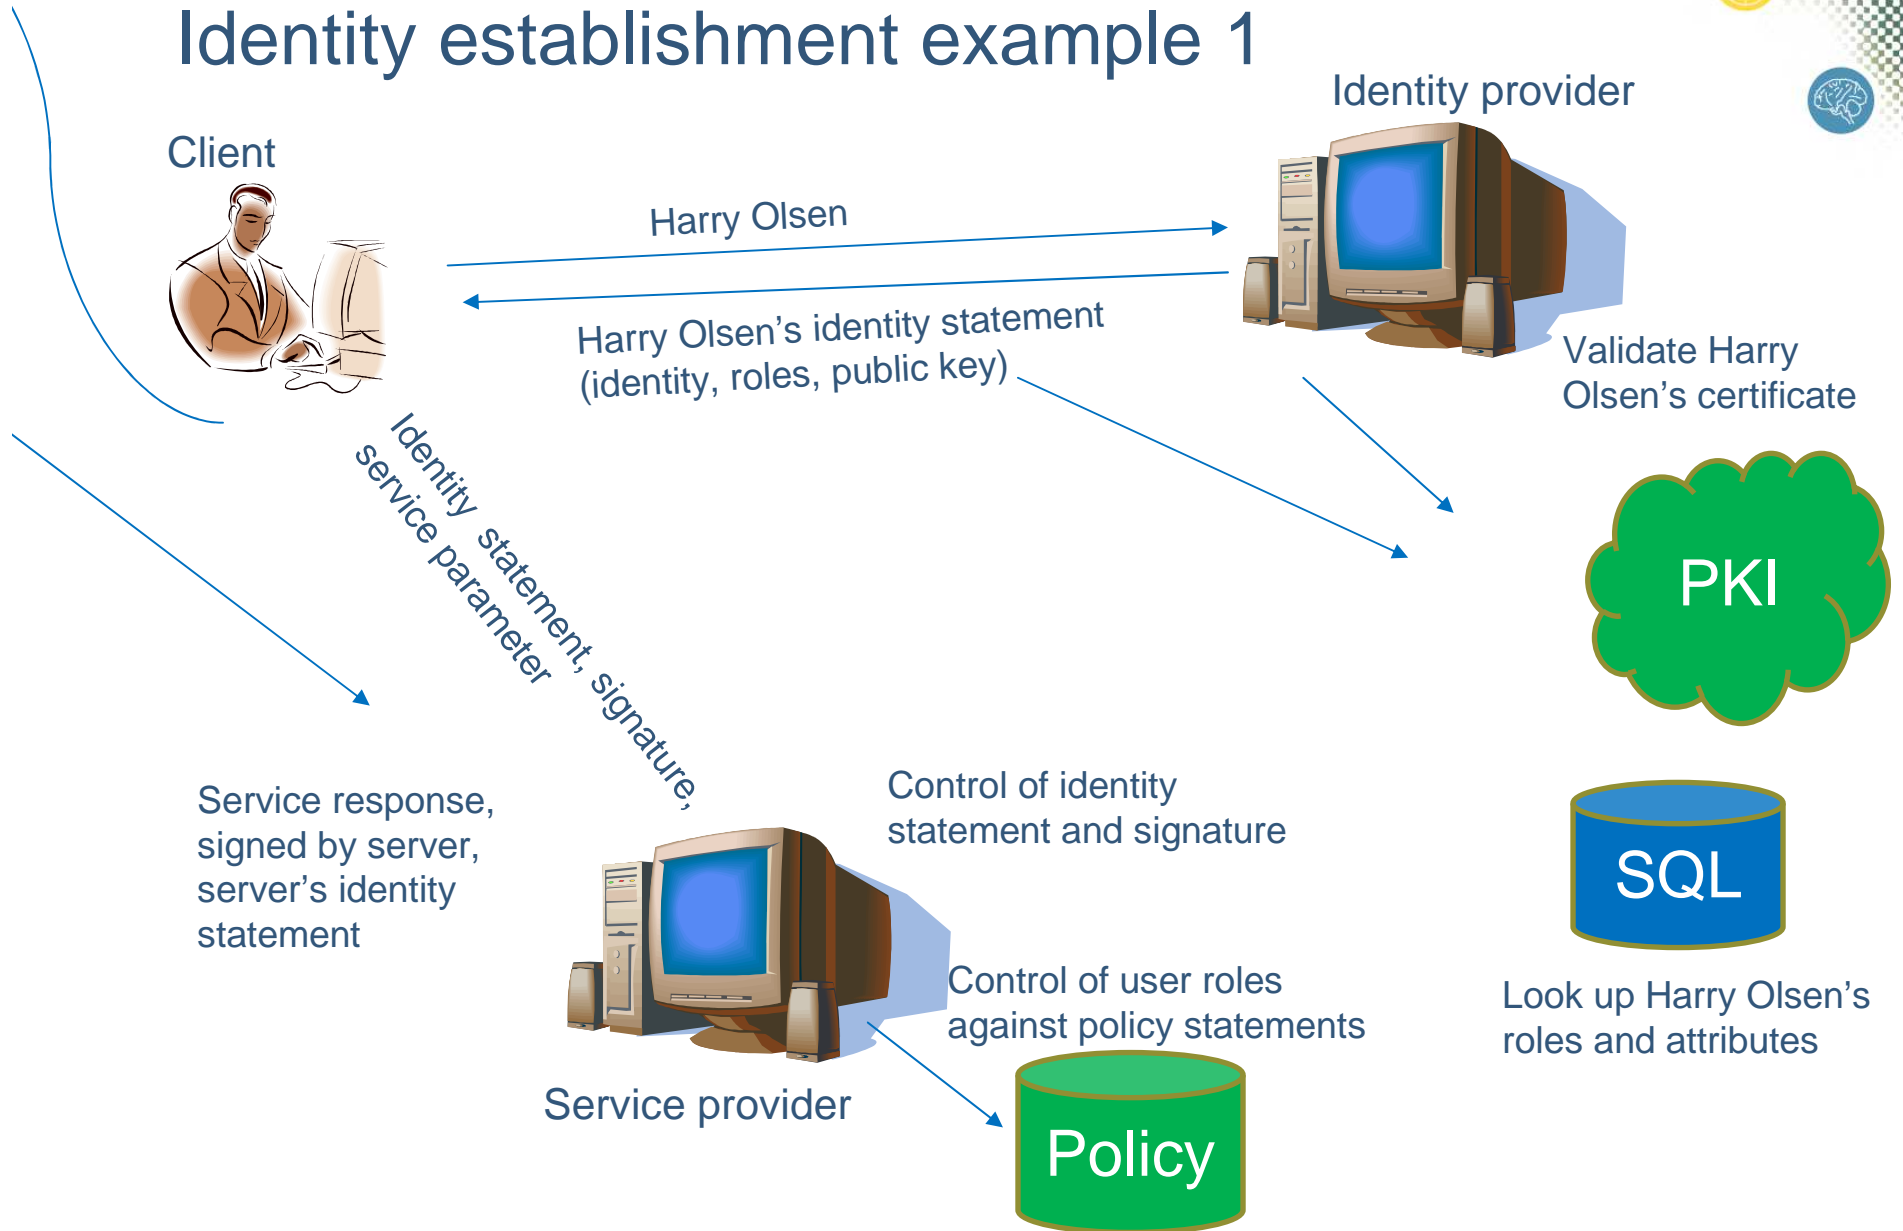 Identity establishment example 1
Identity provider
Client
Harry Olsen
Harry Olsen’s identity statement
(identity, roles, public key)
Validate Harry
Olsen’s certificate
Identity statement, signature,
service parameter
PKI
Service response,
signed by server,
server’s identity
statement
Control of identity
statement and signature
SQL
Control of user roles
against policy statements
Look up Harry Olsen’s
roles and attributes
Service provider
Policy